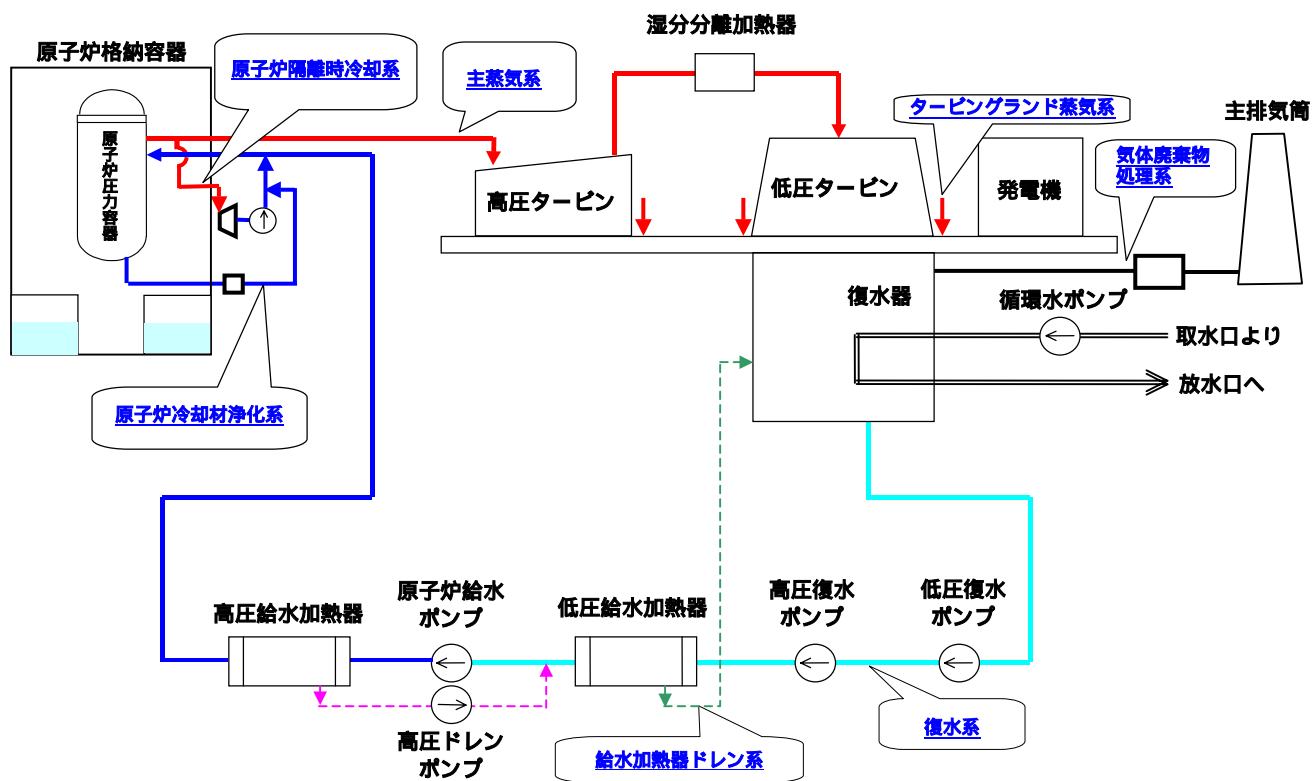 湿分分離加熱器
原子炉格納容器
原子炉隔離時冷却系
主蒸気系
タービングランド蒸気系
主排気筒
気体廃棄物
処理系
原子炉圧力容器
高圧タービン
低圧タービン
発電機
復水器
循環水ポンプ
取水口より
放水口へ
原子炉冷却材浄化系
高圧給水加熱器
原子炉給水
ポンプ
低圧給水加熱器
高圧復水
ポンプ
低圧復水
ポンプ
高圧ドレン
ポンプ
給水加熱器ドレン系
復水系